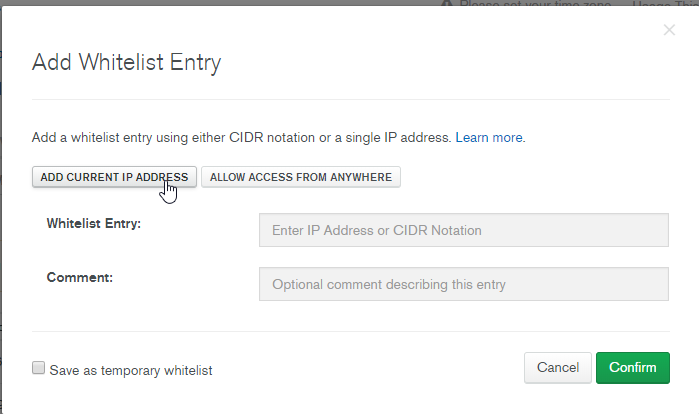 Please set your time zone
Usage This
Add Whitelist Entry
Add a whitelist entry using either CIDR notation or a single IP address. Learn more.
ADD CURRENT IP ADDRESS
ALLOW ACCESS FROM ANYWHERE
Whitelist Entry:
Enter IP Address or CIDR Notation
Comment:
Optional comment describing this entry
Save as temporary whitelist
Cancel
Confirm